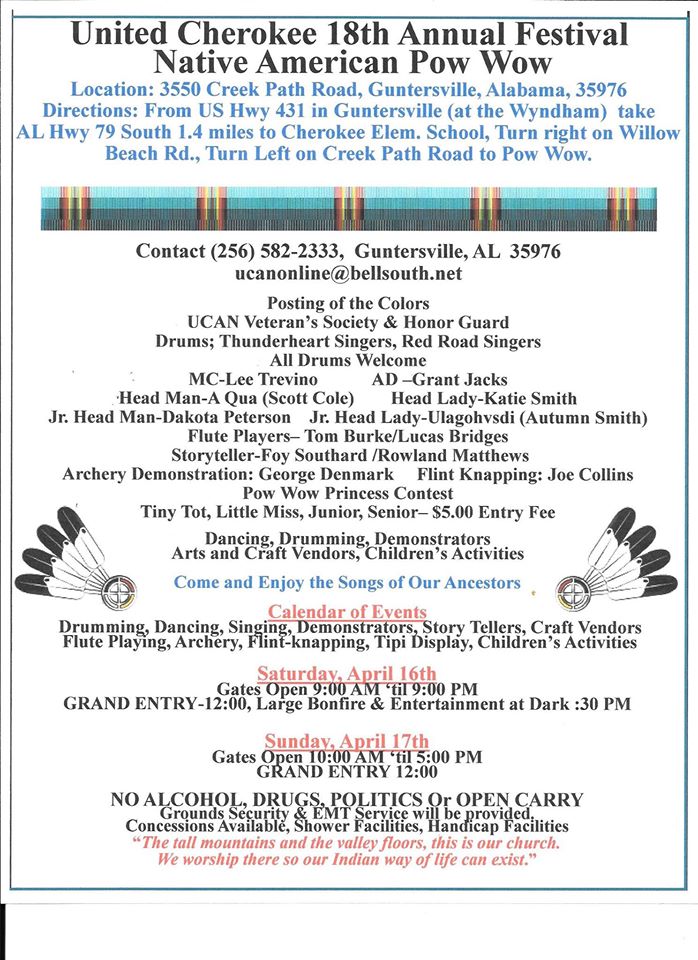 United Cherokee 18th Annual Festival
Native American Pow Wow
Location: 3550 Creek Path Road, Guntersville, Alabama, 35976
Directions: From US Hwy 431 in Guntersville (at the Wyndham) take
AL Hwy 79 South 1.4 miles to Cherokee Elem. School, Turn right on Willow
Beach Rd., Turn Left on Creek Path Road to Pow Wow.
Contact (256) 582-2333, Guntersville, AL 35976
ucanonline@bellsouth.net
Posting of the Colors
UCAN Veteran's Society & Honor Guard
Drums; Thunderheart Singers, Red Road Singers
All Drums Welcome
MC-Lee Trevino AD –Grant Jacks
Head Man-A Qua (Scott Cole) Head Lady-Katie Smith
Jr. Head Man-Dakota Peterson Jr. Head Lady-Ulagohvsdi (Autumn Smith)
Flute Players– Tom Burke/Lucas Bridges
Storyteller-Foy Southard /Rowland Matthews
Archery Demonstration: George Denmark Flint Knapping: Joe Collins
Pow Wow Princess Contest
Tiny Tot, Little Miss, Junior, Senior– $5.00 Entry Fee
Dancing, Drumming, Demonstrators
Arts and Craft Vendors, Children's Activities
Come and Enjoy the Songs of Our Ancestors
Calendar of Events
Drumming, Dancing, Singing, Demonstrators, Story Tellers, Craft Vendors
Flute Playing, Archery, Flint-knapping, Tipi Display, Children's Activities
Saturday, April 16th
Gates Open 9:00 AM 'til 9:00 PM
GRAND ENTRY-12:00, Large Bonfire & Entertainment at Dark :30 PM
Sunday, April 17th
Gates Open 10:00 AM 'til 5:00 PM
GRAND ENTRY 12:00
NO ALCOHOL, DRUGS, POLITICS Or OPEN CARRY
Grounds Security & EMT Service will be provided.
Concessions Available, Shower Facilities, Handicap Facilities
"The tall mountains and the valley floors, this is our church.
We worship there so our Indian way of life can exist."